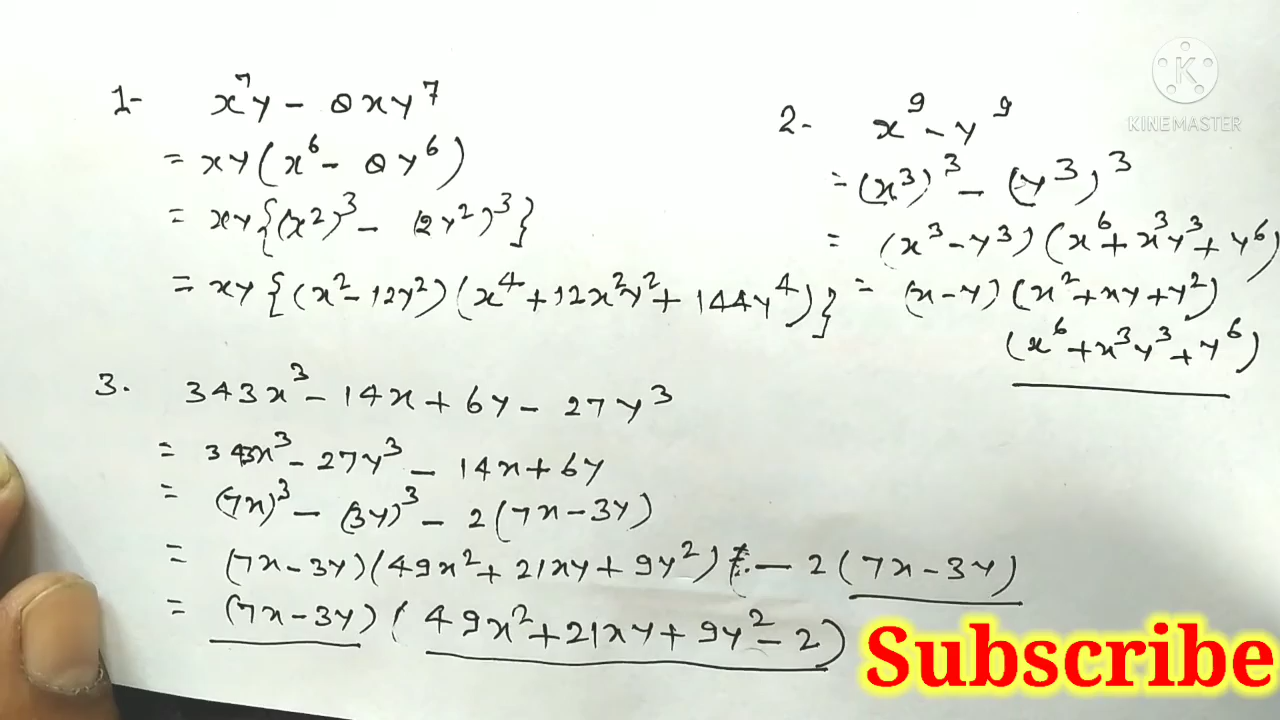 1- x⁷y - 8xy⁷
= xy(x⁶ - 8y⁶)
= xy{(x²)³ - (2y²)³}
= xy{(x² - 12y²)(x⁴ + 12x²y² + 144y⁴)}
2- x⁹ - y⁹
= (x³)³ - (y³)³
= (x³ - y³)(x⁶ + x³y³ + y⁶)
= (x - y)(x² + xy + y²)
(x⁶ + x³y³ + y⁶)
3. 343x³ - 14x + 6y - 27y³
= 343x³ - 27y³ - 14x + 6y
= (7x)³ - (3y)³ - 2(7x - 3y)
= (7x - 3y)(49x² + 21xy + 9y²) - 2(7x - 3y)
= (7x - 3y)(49x² + 21xy + 9y² - 2)
K
KINEMASTER
Subscribe